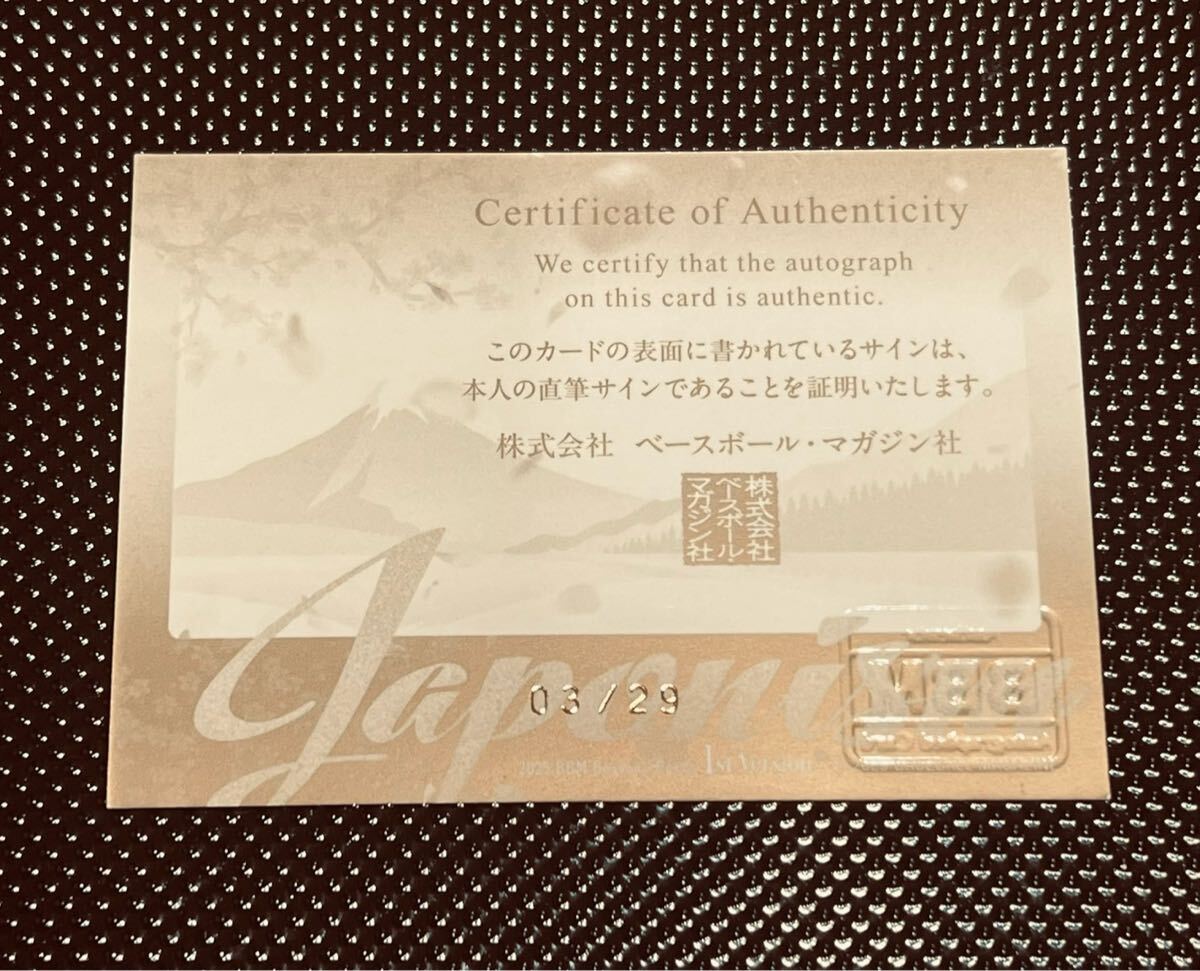 Certificate of Authenticity
We certify that the autograph
on this card is authentic.
このカードの表面に書かれているサインは、
本人の直筆サインであることを証明いたします。
株式会社 ベースボール・マガジン社
株式会社
ベースボール・
マガジン社
03/29
BBM
1st Version